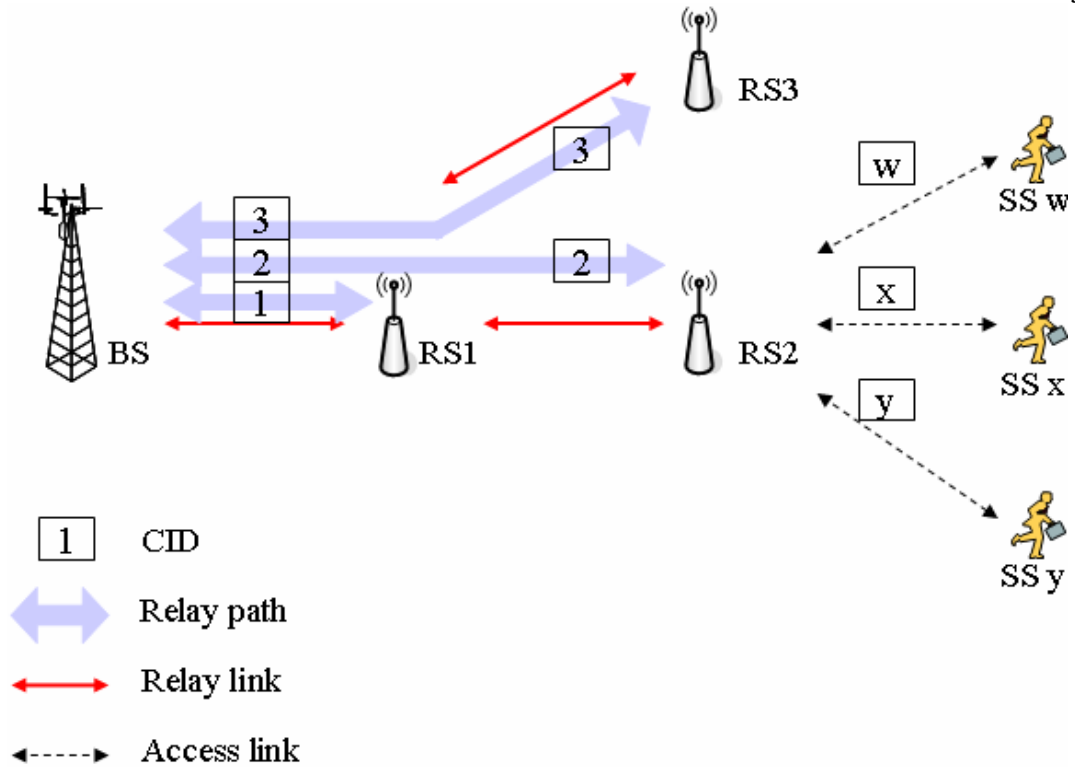 RS3
3
w
SS w
3
2
2
x
1
BS
RS1
RS2
SS x
y
SS y
1 CID
Relay path
Relay link
Access link